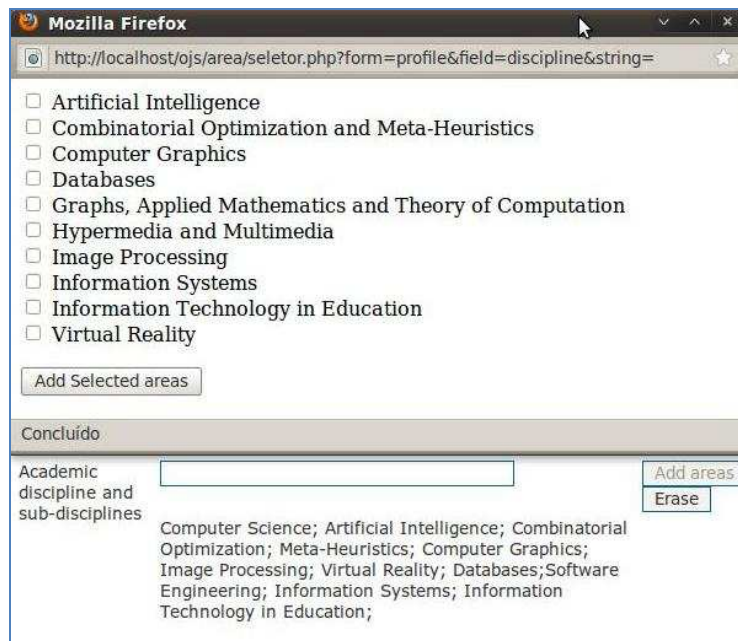 Mozilla Firefox
http://localhost/ojs/area/seletor.php?form=profile&field=discipline&string=
Artificial Intelligence
Combinatorial Optimization and Meta-Heuristics
Computer Graphics
Databases
Graphs, Applied Mathematics and Theory of Computation
Hypermedia and Multimedia
Image Processing
Information Systems
Information Technology in Education
Virtual Reality
Add Selected areas
Concluído
Academic
discipline and
sub-disciplines
Add areas
Erase
Computer Science; Artificial Intelligence; Combinatorial
Optimization; Meta-Heuristics; Computer Graphics;
Image Processing; Virtual Reality; Databases;Software
Engineering; Information Systems; Information
Technology in Education;